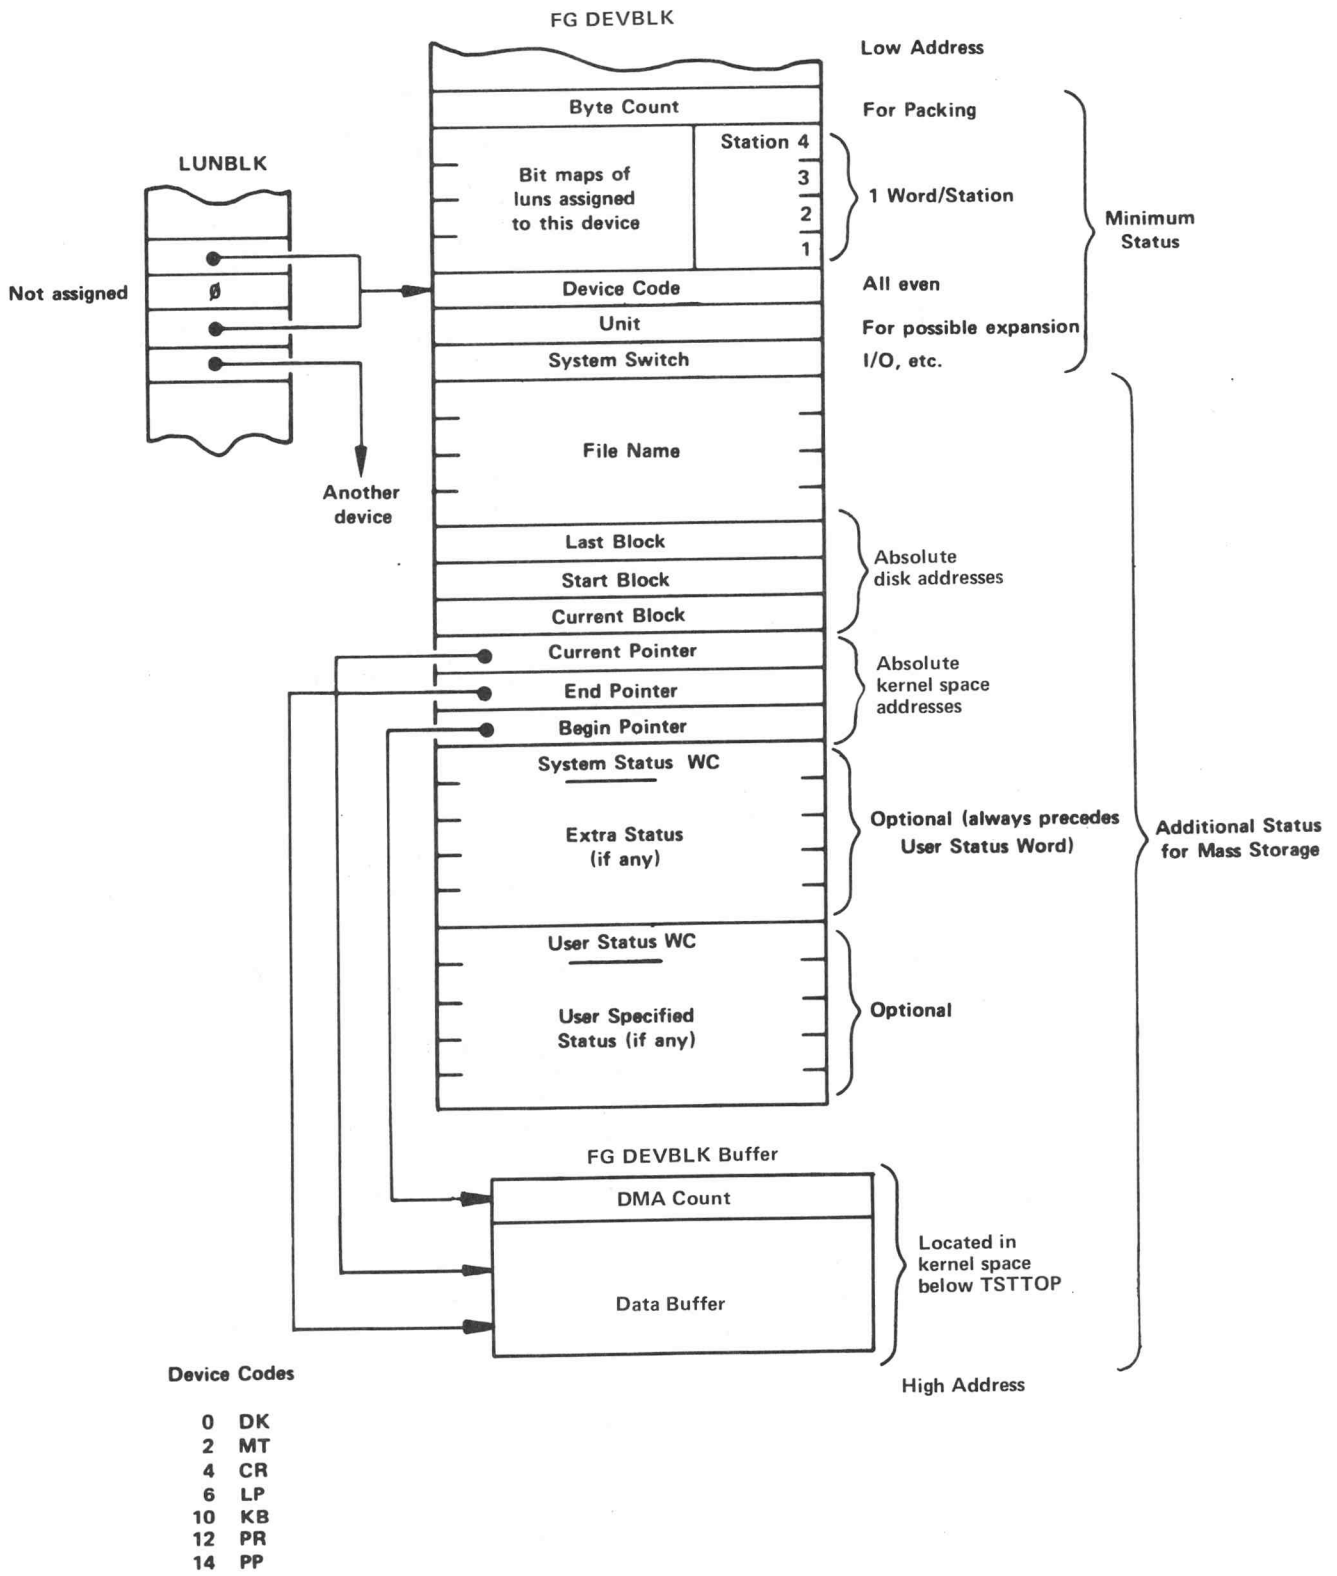 FG DEVBLK
Low Address
Byte Count
For Packing
Station 4
3
2
1
Bit maps of
luns assigned
to this device
1 Word/Station
Minimum
Status
LUNBLK
Not assigned
Ø
Device Code
All even
Unit
For possible expansion
System Switch
I/O, etc.
File Name
Another
device
Last Block
Start Block
Current Block
Absolute
disk addresses
Current Pointer
End Pointer
Begin Pointer
Absolute
kernel space
addresses
System Status WC
Extra Status
(if any)
Optional (always precedes
User Status Word)
Additional Status
for Mass Storage
User Status WC
User Specified
Status (if any)
Optional
FG DEVBLK Buffer
DMA Count
Data Buffer
Located in
kernel space
below TSTTOP
High Address
Device Codes
0 DK
2 MT
4 CR
6 LP
10 KB
12 PR
14 PP